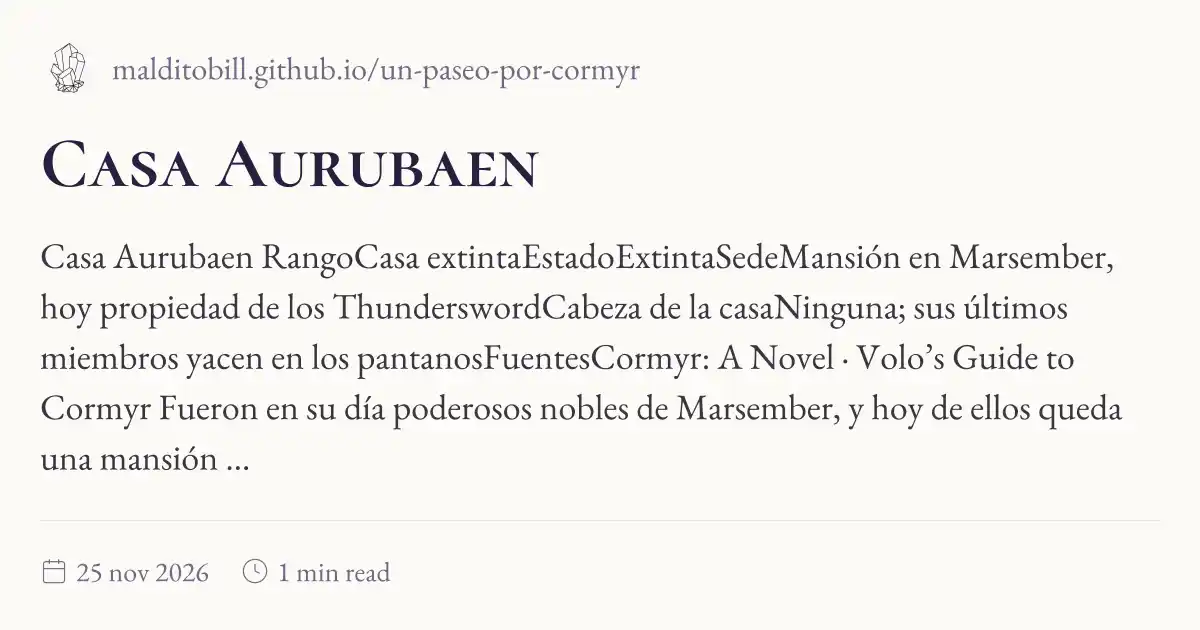 malditobill.github.io/un-paseo-por-cormyr
Casa Aurubaen
Casa Aurubaen RangoCasa extintaEstadoExtintaSedeMansión en Marsember,
hoy propiedad de los ThunderswordCabeza de la casaNinguna; sus últimos
miembros yacen en los pantanosFuentesCormyr: A Novel · Volo’s Guide to
Cormyr Fueron en su día poderosos nobles de Marsember, y hoy de ellos queda
una mansión ...
25 nov 2026
1 min read